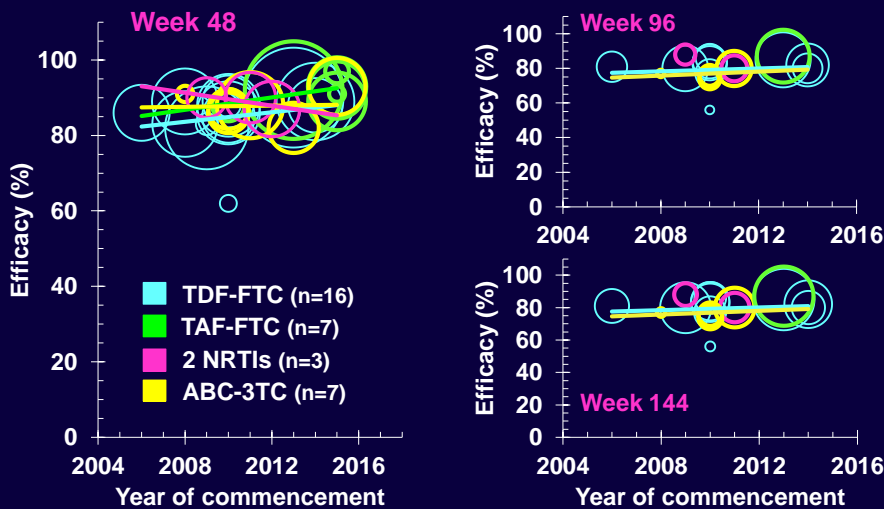 Week 48
Efficacy (%)
100
80
60
40
20
0
TDF-FTC (n=16)
TAF-FTC (n=7)
2 NRTIs (n=3)
ABC-3TC (n=7)
2004
2008
2012
2016
Year of commencement
Week 96
Efficacy (%)
100
80
60
40
20
0
2004
2008
2012
2016
Efficacy (%)
100
80
60
40
20
0
Week 144
2004
2008
2012
2016
Year of commencement